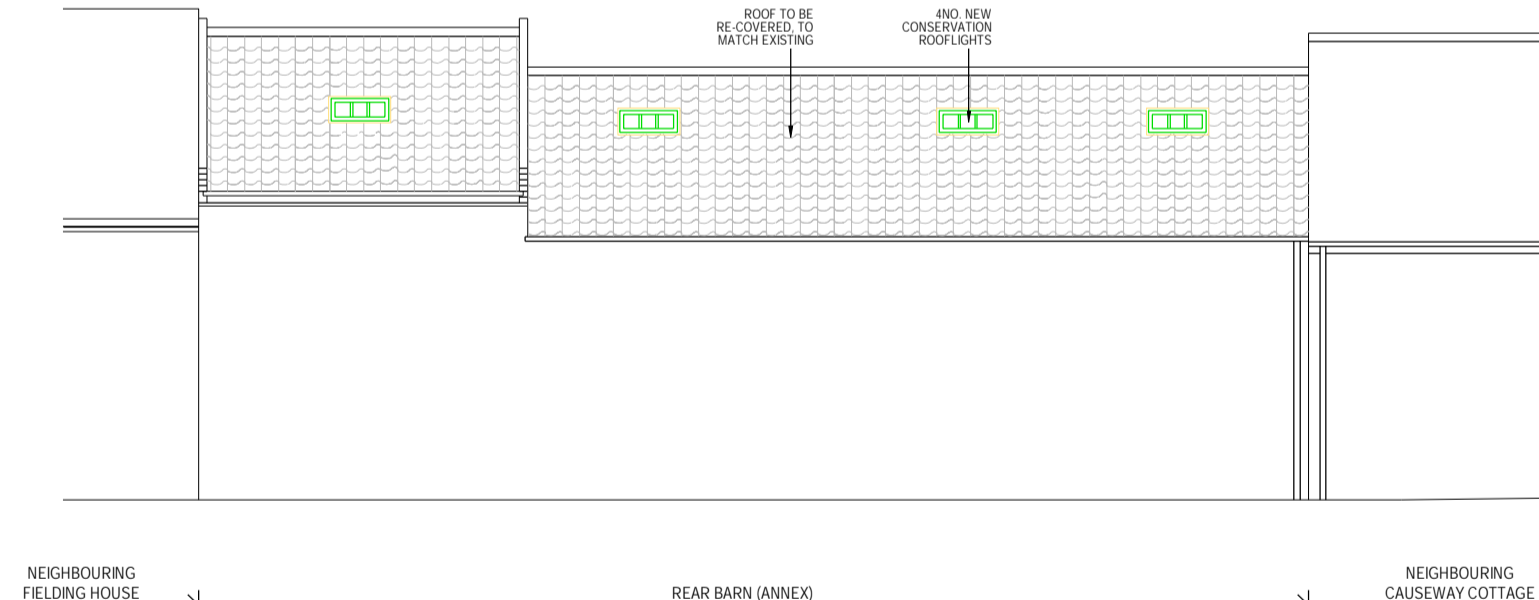 ROOF TO BE
RE-COVERED, TO
MATCH EXISTING
4NO. NEW
CONSERVATION
ROOFLIGHTS
NEIGHBOURING
FIELDING HOUSE
REAR BARN (ANNEX)
NEIGHBOURING
CAUSEWAY COTTAGE